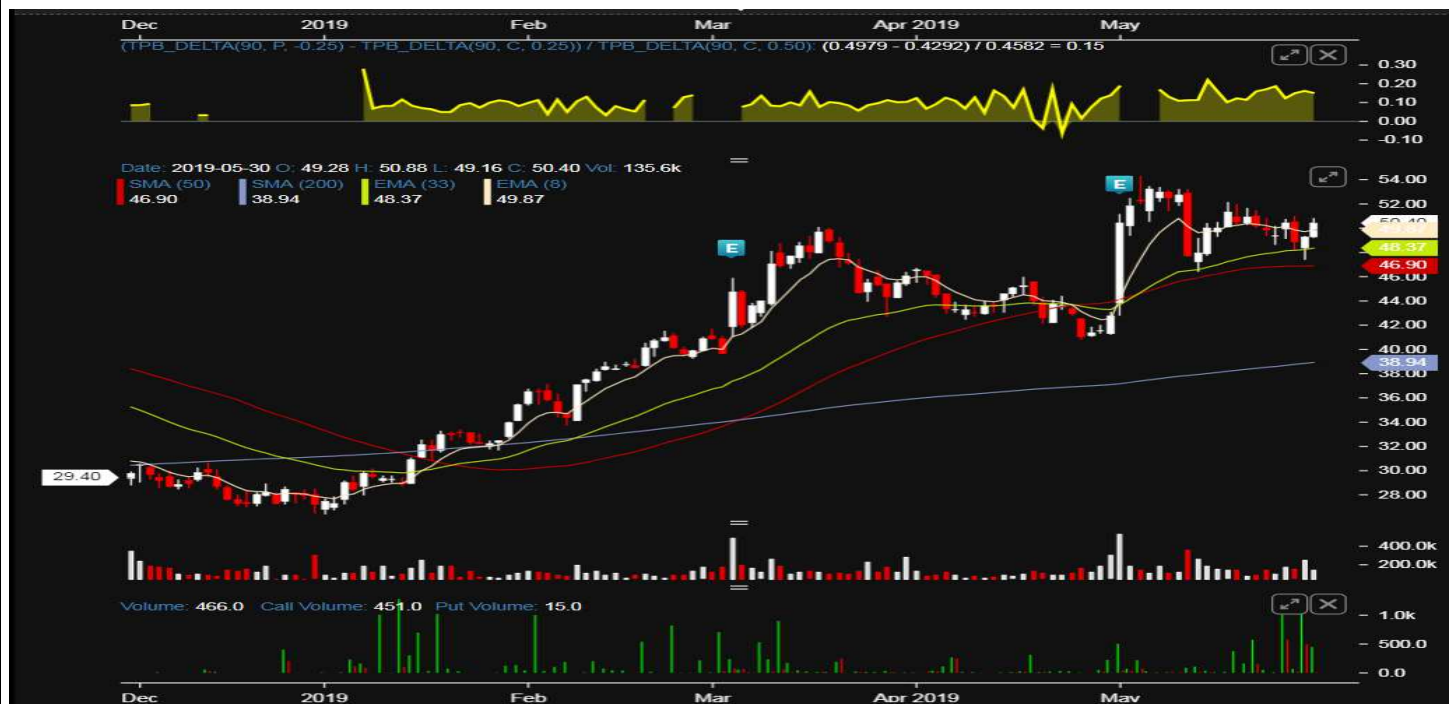 Dec 2019 Feb Mar Apr 2019 May
(TPB_DELTA(90, P, -0.25) - TPB_DELTA(90, C, 0.25)) / TPB_DELTA(90, C, 0.50): (0.4979 - 0.4292) / 0.4582 = 0.15
0.30
0.20
0.10
0.00
-0.10
Date: 2019-05-30 O: 49.28 H: 50.88 L: 49.16 C: 50.40 Vol: 135.6k
SMA (50) SMA (200) EMA (33) EMA (8)
46.90 38.94 48.37 49.87
E
E
54.00
52.00
50.40
49.87
48.37
46.90
46.00
44.00
42.00
40.00
38.94
38.00
36.00
34.00
32.00
30.00
29.40
28.00
400.0k
200.0k
Volume: 466.0 Call Volume: 451.0 Put Volume: 15.0
1.0k
500.0
0.0
Dec 2019 Feb Mar Apr 2019 May